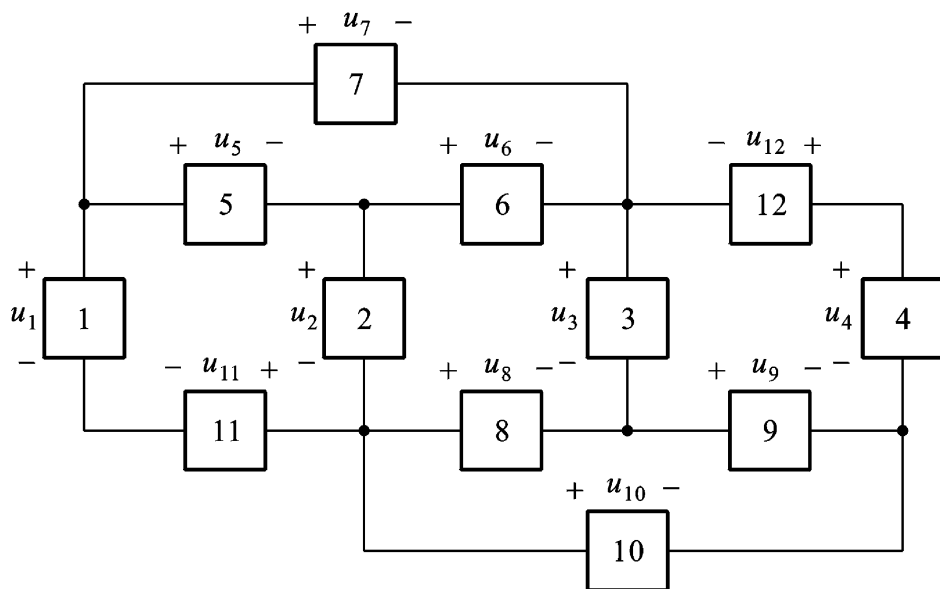 + u₇ −
7
+ u₅ − + u₆ − − u₁₂ +
5 6 12
+ + + +
u₁ 1 u₂ 2 u₃ 3 u₄ 4
− − − −
− u₁₁ + + u₈ − + u₉ −
11 8 9
+ u₁₀ −
10